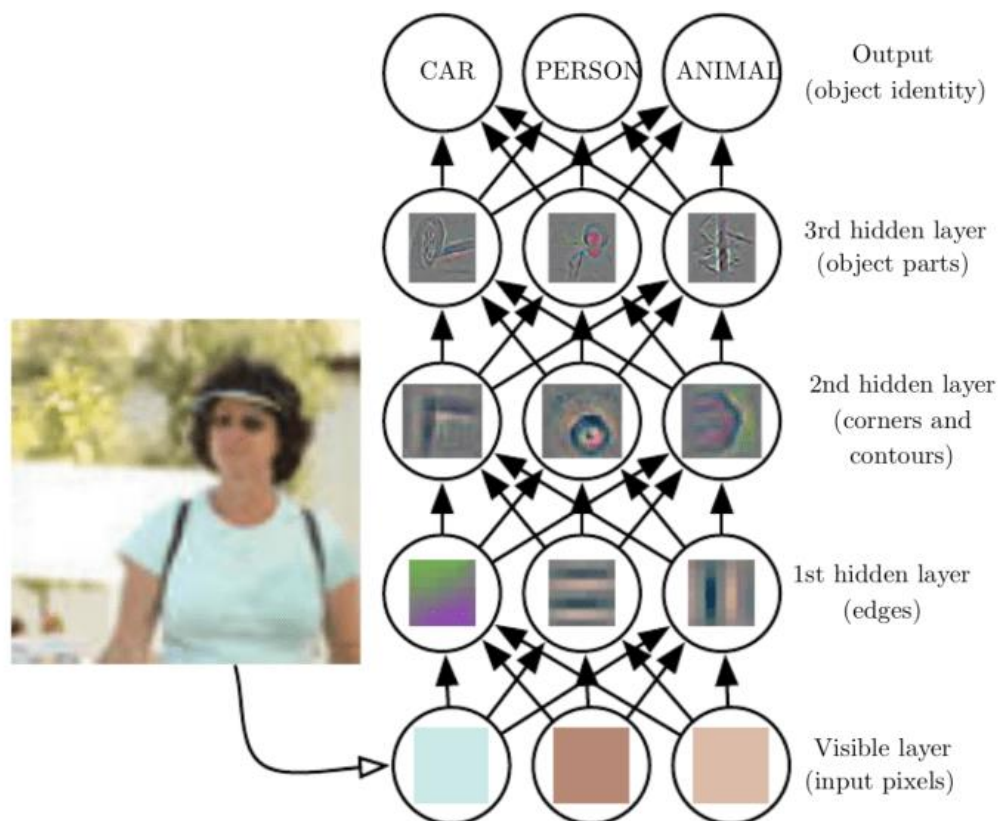 CAR PERSON ANIMAL
Output
(object identity)
3rd hidden layer
(object parts)
2nd hidden layer
(corners and
contours)
1st hidden layer
(edges)
Visible layer
(input pixels)